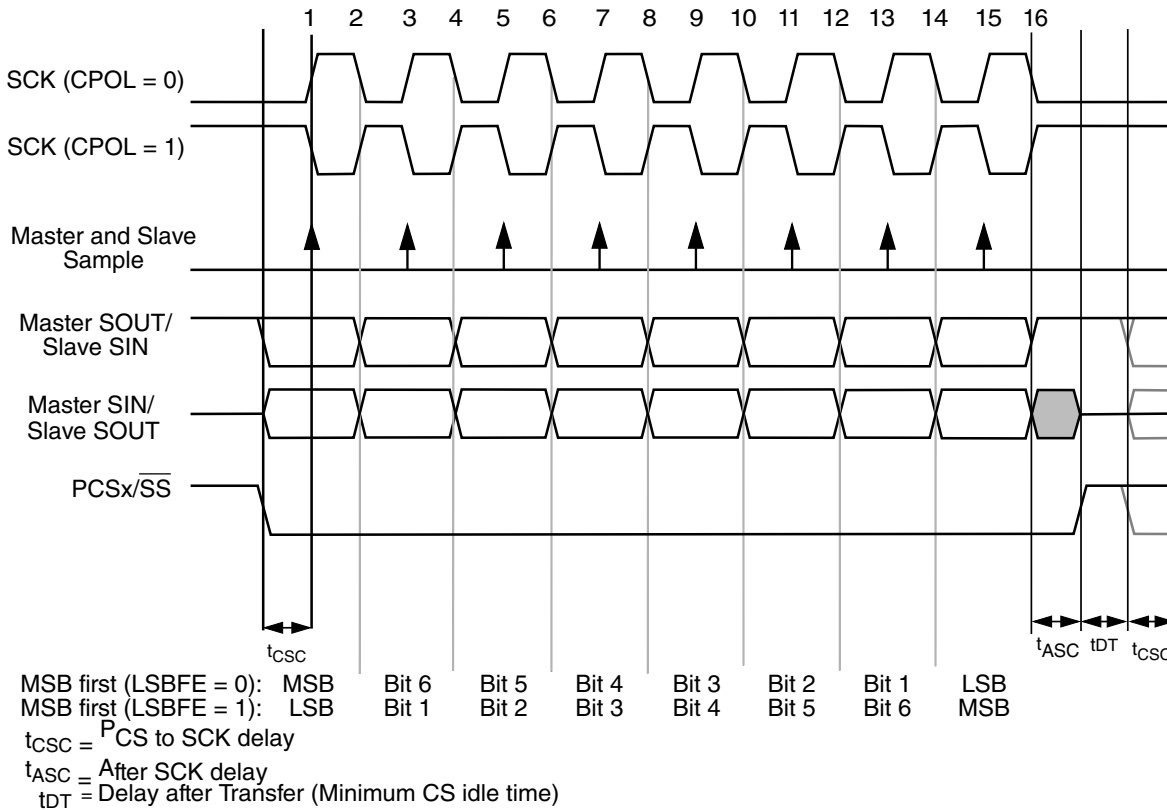 1 2 3 4 5 6 7 8 9 10 11 12 13 14 15 16
SCK (CPOL = 0)
SCK (CPOL = 1)
Master and Slave
Sample
Master SOUT/
Slave SIN
Master SIN/
Slave SOUT
PCSx/SS
tCSC
tASC tDT tCSC
MSB first (LSBFE = 0): MSB Bit 6 Bit 5 Bit 4 Bit 3 Bit 2 Bit 1 LSB
MSB first (LSBFE = 1): LSB Bit 1 Bit 2 Bit 3 Bit 4 Bit 5 Bit 6 MSB
tCSC = PCS to SCK delay
tASC = After SCK delay
tDT = Delay after Transfer (Minimum CS idle time)